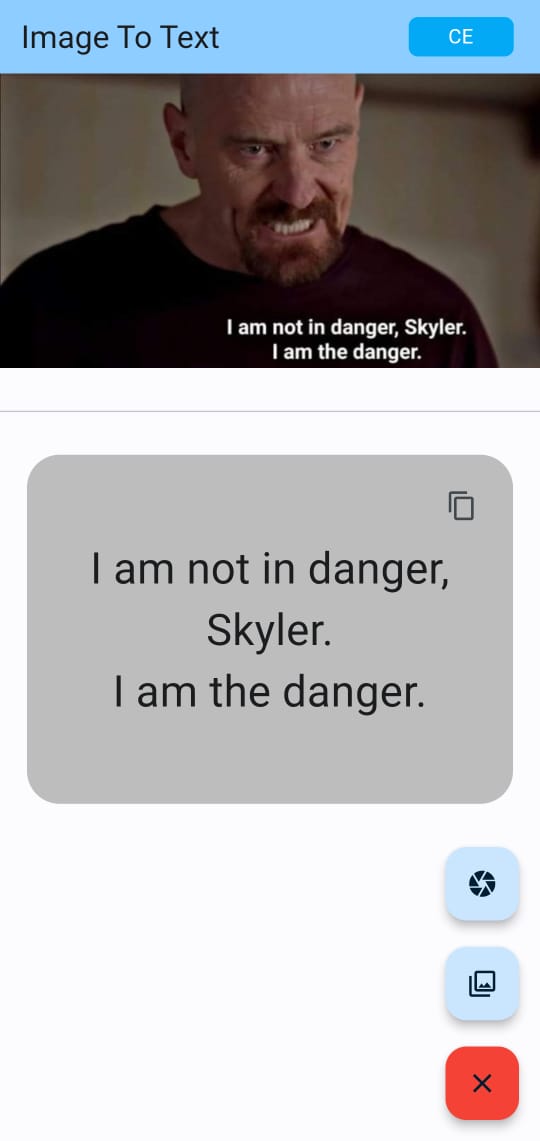 Image To Text
CE
I am not in danger, Skyler.
I am the danger.
I am not in danger,
Skyler.
I am the danger.